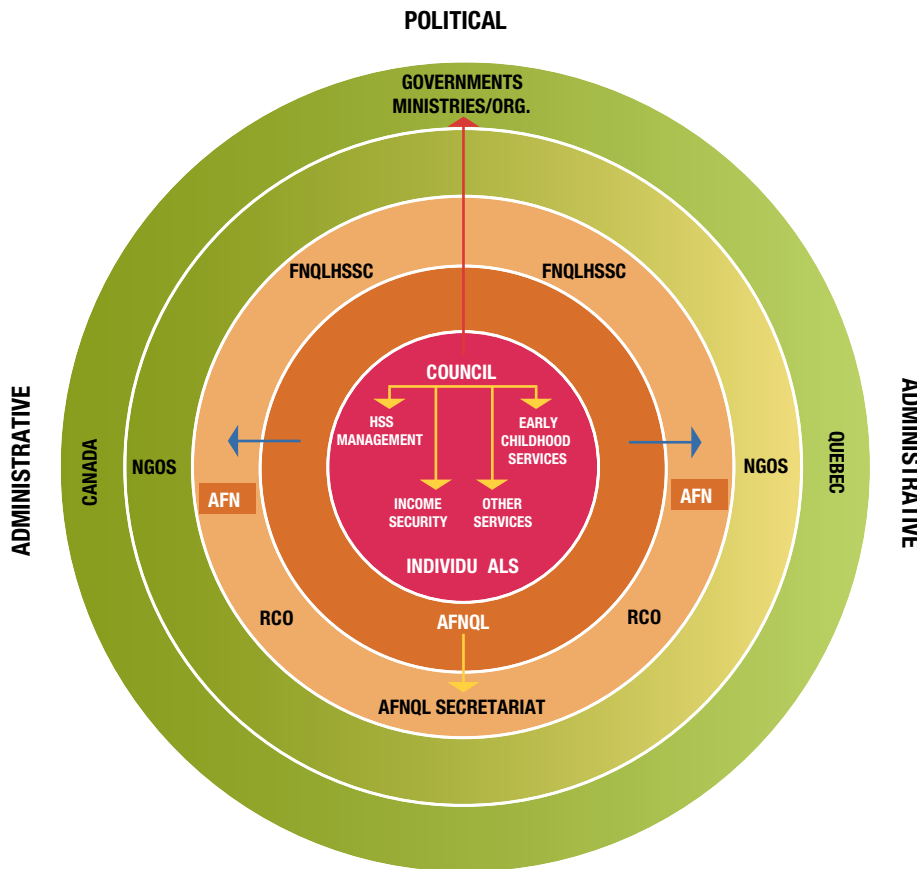 POLITICAL
GOVERNMENTS
MINISTRIES/ORG.
FNQLHSSC
FNQLHSSC
COUNCIL
HSS
MANAGEMENT
EARLY
CHILDHOOD
SERVICES
ADMINISTRATIVE
CANADA
NGOS
AFN
AFN
NGOS
QUEBEC
ADMINISTRATIVE
INCOME
SECURITY
OTHER
SERVICES
INDIVIDU ALS
RCO
AFNQL
RCO
AFNQL SECRETARIAT